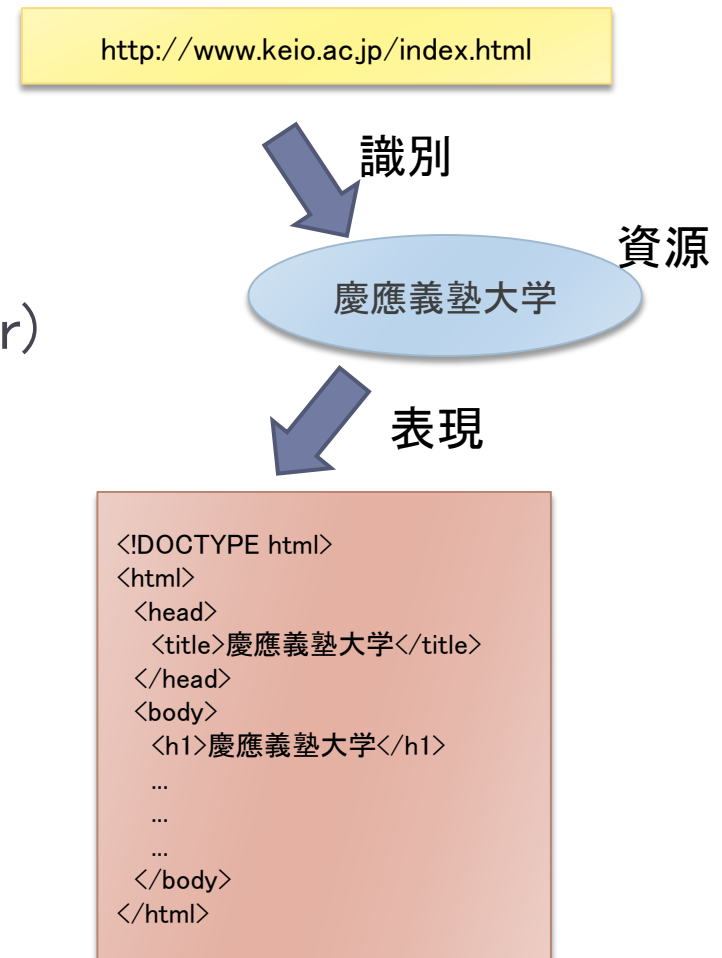 http://www.keio.ac.jp/index.html
識別
資源
慶應義塾大学
r)
表現
<!DOCTYPE html>
<html>
<head>
<title>慶應義塾大学</title>
</head>
<body>
<h1>慶應義塾大学</h1>
...
...
...
</body>
</html>